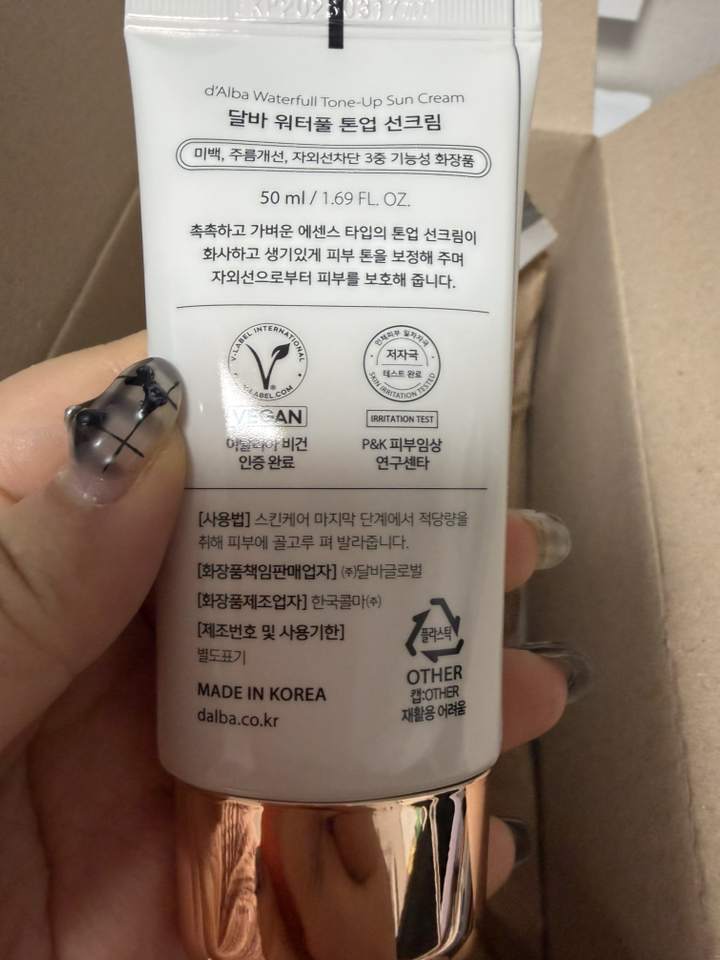 d'Alba Waterfull Tone-Up Sun Cream
달바 워터풀 톤업 선크림
미백, 주름개선, 자외선차단 3중 기능성 화장품
50 ml / 1.69 FL. OZ.
촉촉하고 가벼운 에센스 타입의 톤업 선크림이
화사하고 생기있게 피부 톤을 보정해 주며
자외선으로부터 피부를 보호해 줍니다.
V-LABEL INTERNATIONAL
V-LABEL.COM
VEGAN
이탈리아 비건
인증 완료
인체피부 일차자극
저자극
테스트 완료
SKIN IRRITATION TESTED
IRRITATION TEST
P&K 피부임상
연구센타
[사용법] 스킨케어 마지막 단계에서 적당량을
취해 피부에 골고루 펴 발라줍니다.
[화장품책임판매업자] ㈜달바글로벌
[화장품제조업자] 한국콜마㈜
[제조번호 및 사용기한]
별도표기
MADE IN KOREA
dalba.co.kr
플라스틱
OTHER
캡:OTHER
재활용 어려움